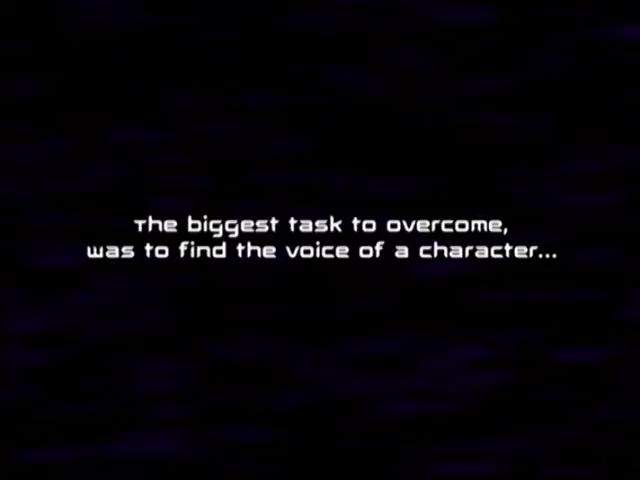 The biggest task to overcome,
was to find the voice of a character...